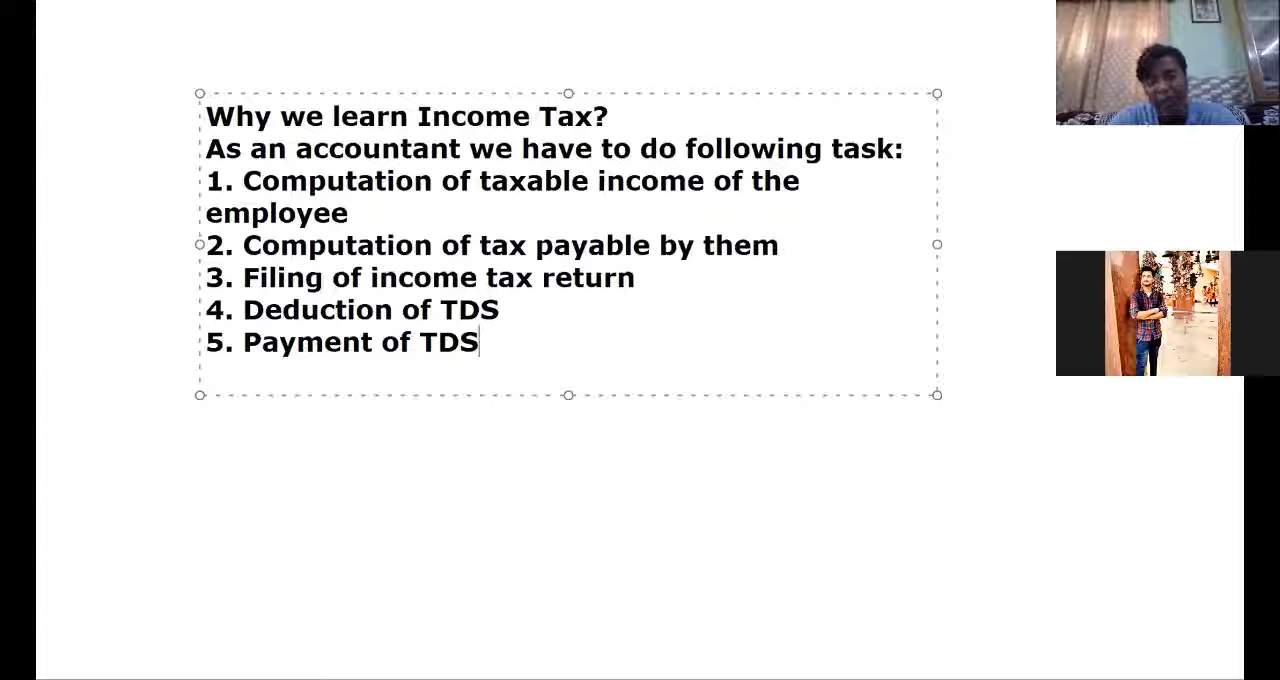 Why we learn Income Tax?
As an accountant we have to do following task:
1. Computation of taxable income of the
employee
2. Computation of tax payable by them
3. Filing of income tax return
4. Deduction of TDS
5. Payment of TDS